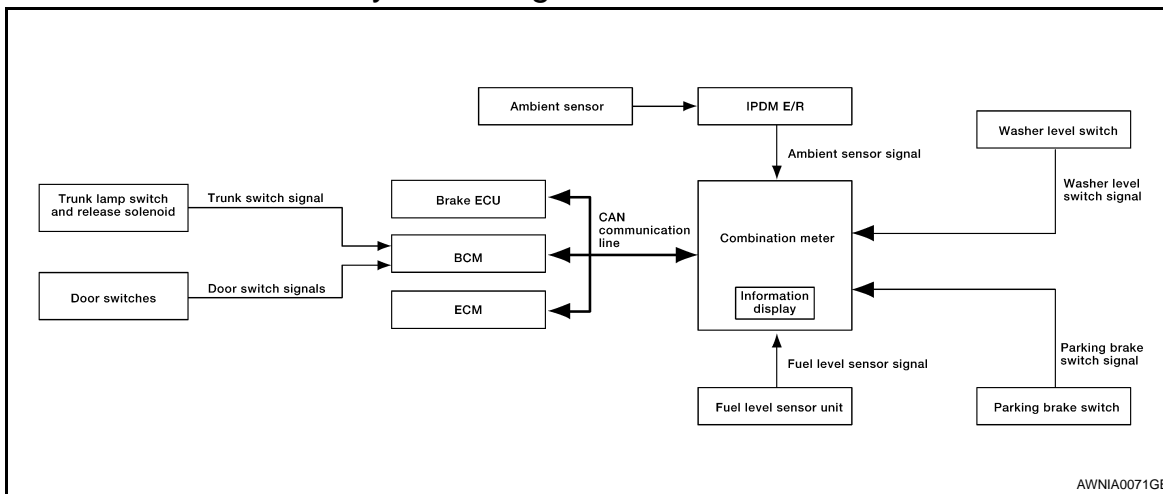 Ambient sensor
IPDM E/R
Washer level switch
Ambient sensor signal
Washer level
switch signal
Trunk lamp switch
and release solenoid
Trunk switch signal
Brake ECU
CAN
communication
line
Combination meter
BCM
Door switches
Door switch signals
ECM
Information
display
Parking brake
switch signal
Fuel level sensor signal
Fuel level sensor unit
Parking brake switch